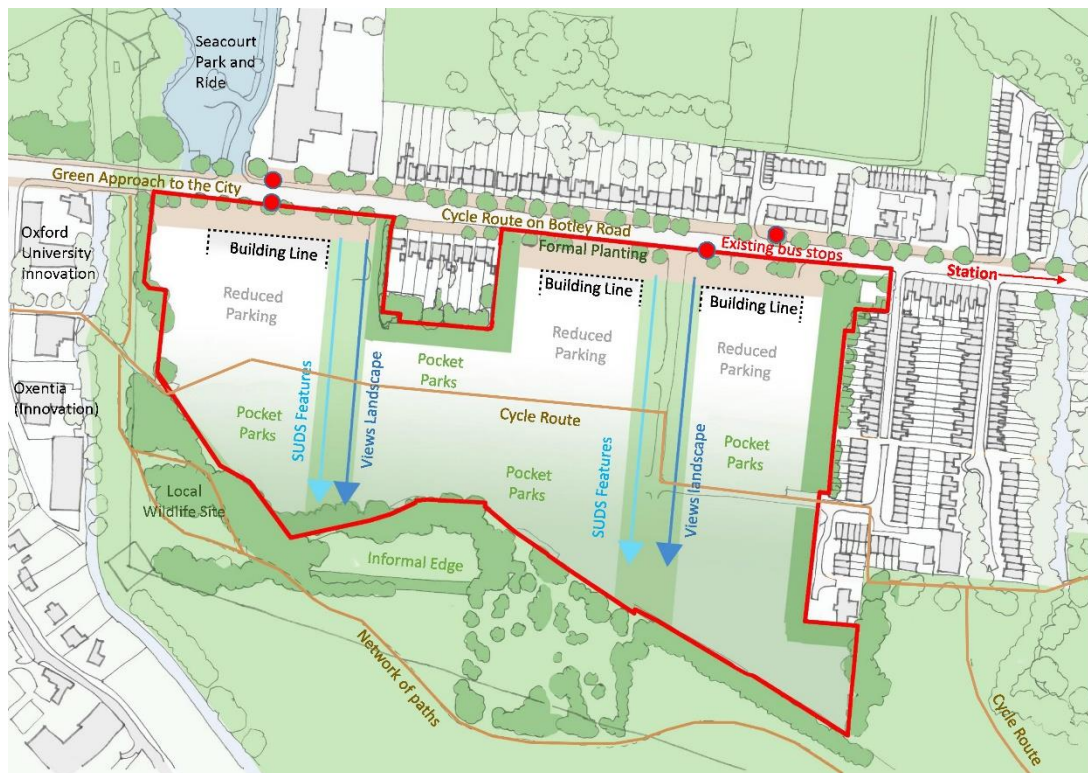 Seacourt
Park and
Ride
Green Approach to the City
Cycle Route on Botley Road
Existing bus stops
Station
Oxford
University
innovation
Building Line
Formal Planting
Building Line
Building Line
Reduced
Parking
Reduced
Parking
Reduced
Parking
Pocket
Parks
Oxentia
(Innovation)
Cycle Route
Pocket
Parks
SUDS Features
Views Landscape
Pocket
Parks
SUDS Features
Views landscape
Pocket
Parks
Local
Wildlife Site
Informal Edge
Network of paths
Cycle Route